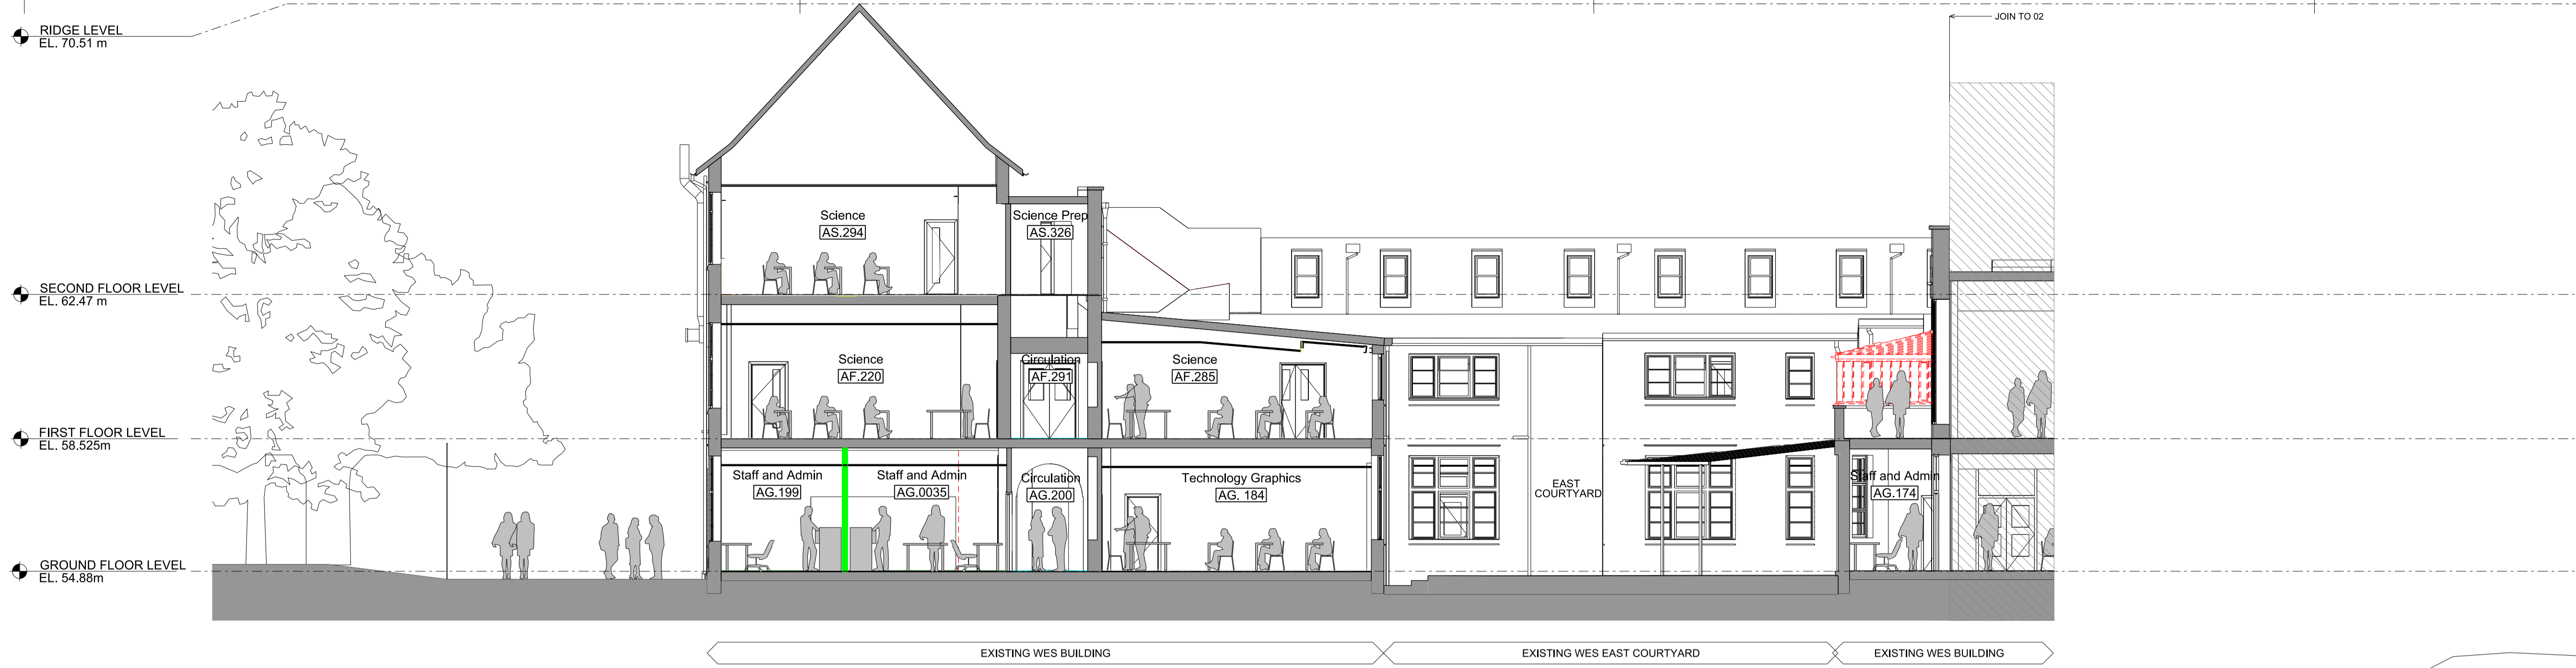 JOIN TO 02
RIDGE LEVEL
EL. 70.51 m
Science
AS.294
Science Prep
AS.326
SECOND FLOOR LEVEL
EL. 62.47 m
Science
AF.220
Circulation
AF.291
Science
AF.285
FIRST FLOOR LEVEL
EL. 58.525m
Staff and Admin
AG.199
Staff and Admin
AG.0035
Circulation
AG.200
Technology Graphics
AG. 184
EAST
COURTYARD
Staff and Admin
AG.174
GROUND FLOOR LEVEL
EL. 54.88m
EXISTING WES BUILDING
EXISTING WES EAST COURTYARD
EXISTING WES BUILDING